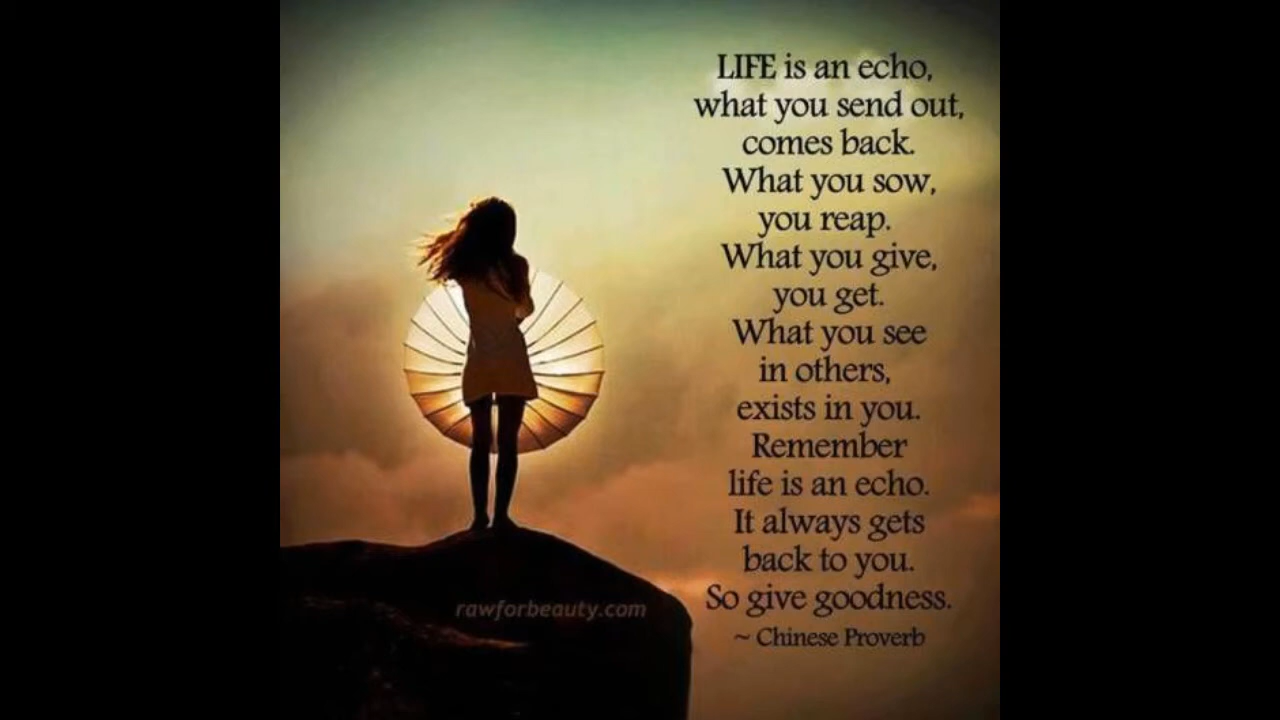 LIFE is an echo,
what you send out,
comes back.
What you sow,
you reap.
What you give,
you get.
What you see
in others,
exists in you.
Remember
life is an echo.
It always gets
back to you.
So give goodness.
~ Chinese Proverb
rawforbeauty.com